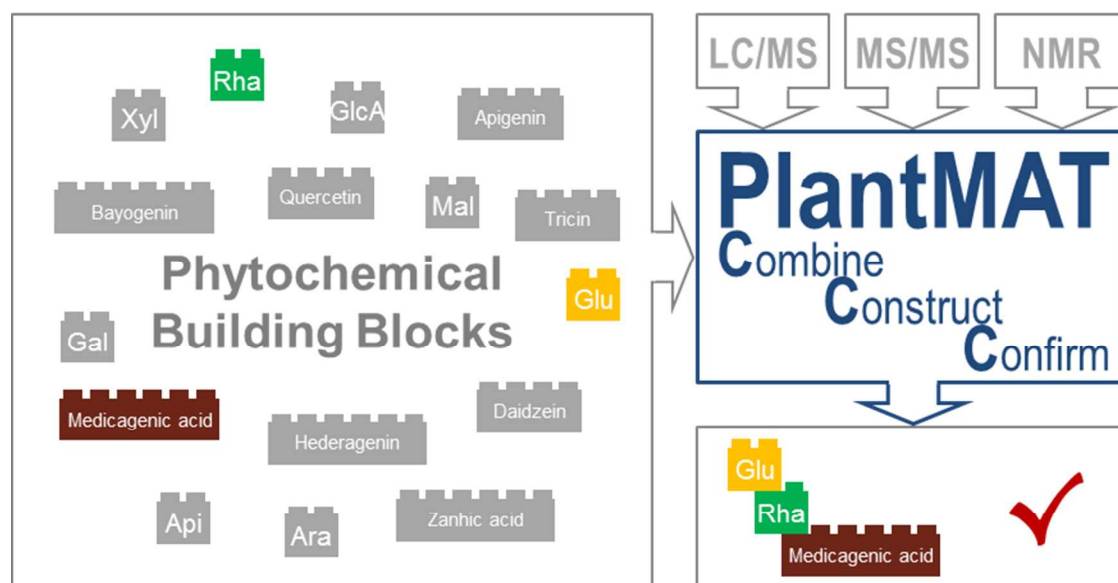 Rha
Xyl
GlcA
Apigenin
Bayogenin
Quercetin
Mal
Tricin
Phytochemical
Building Blocks
Glu
Gal
Medicagenic acid
Hederagenin
Daidzein
Api
Ara
Zanhic acid
LC/MS
MS/MS
NMR
PlantMAT
Combine
Construct
Confirm
Glu
Rha
Medicagenic acid